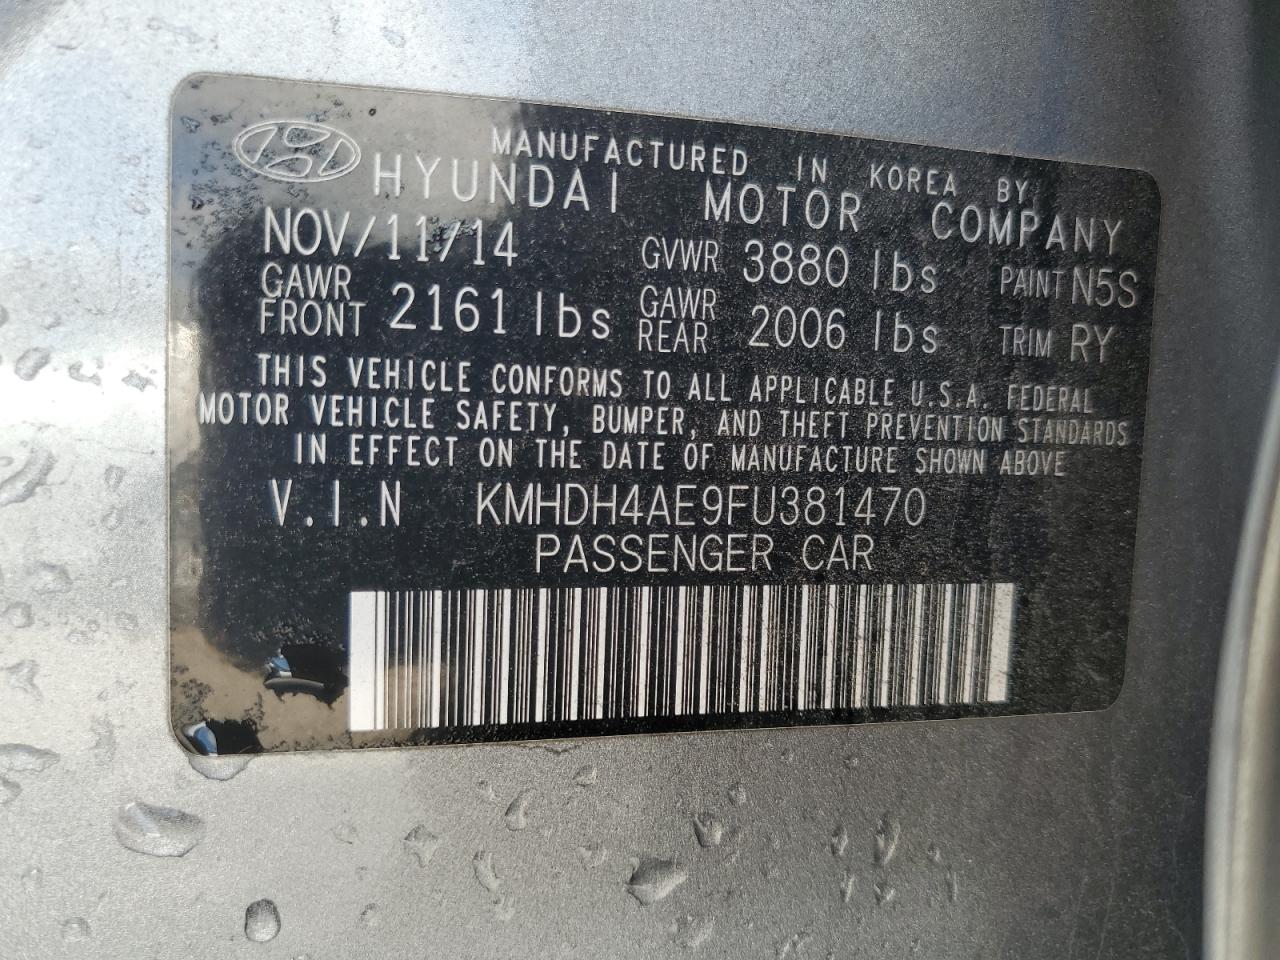 MANUFACTURED IN KOREA BY
HYUNDAI MOTOR COMPANY
NOV/11/14 GVWR 3880 lbs PAINT N5S
GAWR FRONT 2161 lbs GAWR REAR 2006 lbs TRIM RY
THIS VEHICLE CONFORMS TO ALL APPLICABLE U.S.A. FEDERAL
MOTOR VEHICLE SAFETY, BUMPER, AND THEFT PREVENTION STANDARDS
IN EFFECT ON THE DATE OF MANUFACTURE SHOWN ABOVE
V.I.N KMHDH4AE9FU381470
PASSENGER CAR